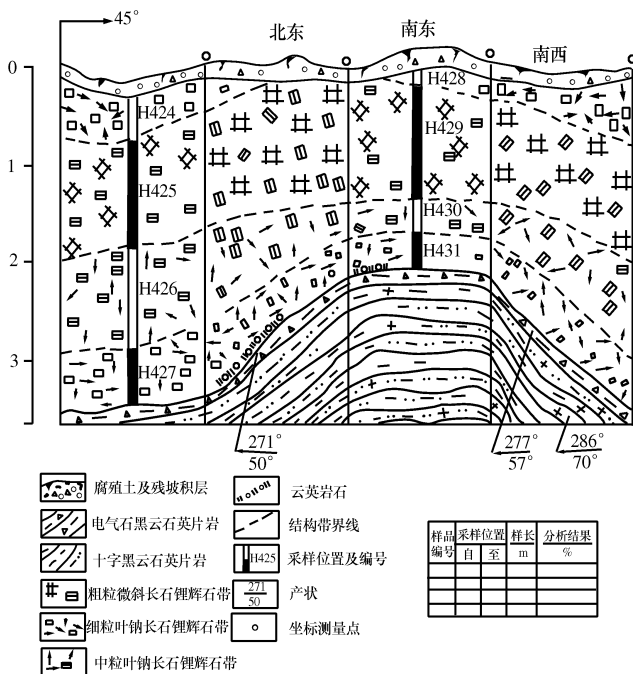 45°
北东
南东
南西
0
1
2
3
H424
H425
H426
H427
H428
H429
H430
H431
271°
50°
277°
57°
286°
70°
腐殖土及残坡积层
电气石黑云石英片岩
十字黑云石英片岩
粗粒微斜长石锂辉石带
细粒叶钠长石锂辉石带
中粒叶钠长石锂辉石带
云英岩石
结构带界线
H425 采样位置及编号
271
50
产状
坐标测量点
样品编号 采样位置 样长 分析结果
自 至 m %